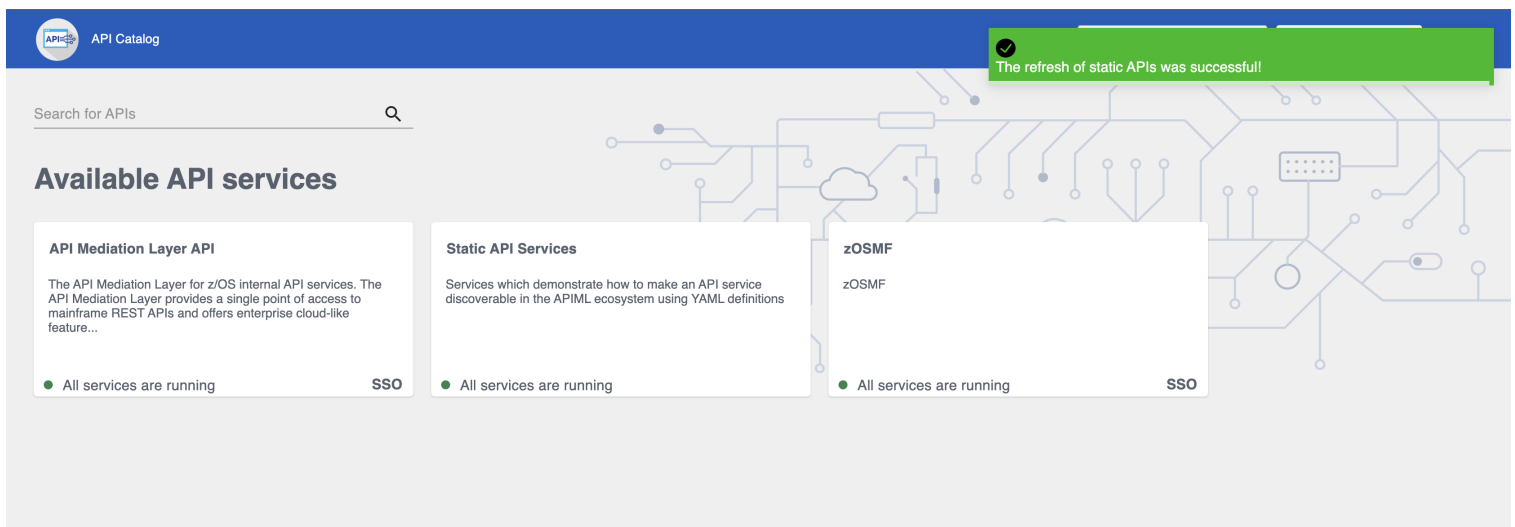 API
API Catalog
The refresh of static APIs was successful!
Search for APIs
Available API services
API Mediation Layer API
The API Mediation Layer for z/OS internal API services. The
API Mediation Layer provides a single point of access to
mainframe REST APIs and offers enterprise cloud-like
feature...
All services are running
SSO
Static API Services
Services which demonstrate how to make an API service
discoverable in the APIML ecosystem using YAML definitions
All services are running
zOSMF
zOSMF
All services are running
SSO